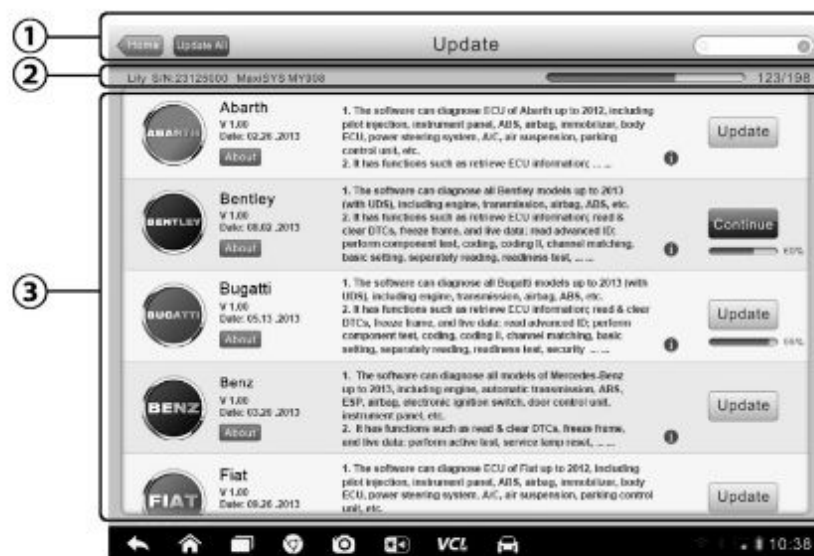 1
Home Update All Update
2
Lily S/N:23125000 MaxiSYS MY908 123/198
3
ABARTH
Abarth
V 1.00
Date: 02.26 .2013
About
1. The software can diagnose ECU of Abarth up to 2012, including
pilot injection, instrument panel, ABS, airbag, immobilizer, body
ECU, power steering system, A/C, air suspension, parking
control unit, etc.
2. It has functions such as retrieve ECU information; ... ...
Update
BENTLEY
Bentley
V 1.00
Date: 08.02 .2013
About
1. The software can diagnose all Bentley models up to 2013
(with UDS), including engine, transmission, airbag, ABS, etc.
2. It has functions such as retrieve ECU information; read &
clear DTCs, freeze frame, and live data: read advanced ID;
perform component test, coding, coding II, channel matching,
basic setting, seperately reading, readiness test, ... ...
Continue
60%
BUGATTI
Bugatti
V 1.00
Date: 05.13 .2013
About
1. The software can diagnose all Bugatti models up to 2013 (with
UDS), including engine, transmission, airbag, ABS, etc.
2. It has functions such as retrieve ECU information; read & clear
DTCs, freeze frame, and live data: read advanced ID; perform
component test, coding, coding II, channel matching, basic
setting, seperately reading, readiness test, security ... ...
Update
BENZ
Benz
V 1.00
Date: 03.26 .2013
About
1. The software can diagnose all models of Mercedes-Benz
up to 2013, including engine, automatic transmission, ABS,
ESP, airbag, electronic ignition switch, door control unit,
instrument panel, etc.
2. It has functions such as read & clear DTCs, freeze frame,
and live data: perform active test, service lamp reset, ... ...
Update
FIAT
Fiat
V 1.00
Date: 09.26 .2013
1. The software can diagnose ECU of Fiat up to 2012, including
pilot injection, instrument panel, ABS, airbag, immobilizer, body
ECU, power steering system, A/C, air suspension, parking control
unit, etc.
Update
VCI 10:38